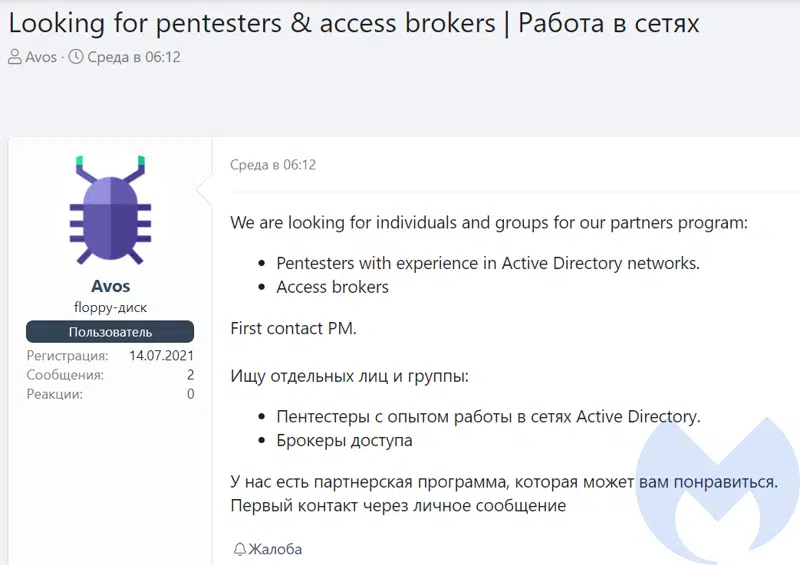 Looking for pentesters & access brokers | Работа в сетях
Avos · Среда в 06:12
Среда в 06:12
Avos
floppy-диск
Пользователь
Регистрация: 14.07.2021
Сообщения: 2
Реакции: 0
We are looking for individuals and groups for our partners program:
• Pentesters with experience in Active Directory networks.
• Access brokers
First contact PM.
Ищу отдельных лиц и группы:
• Пентестеры с опытом работы в сетях Active Directory.
• Брокеры доступа
У нас есть партнерская программа, которая может вам понравиться.
Первый контакт через личное сообщение
Жалоба